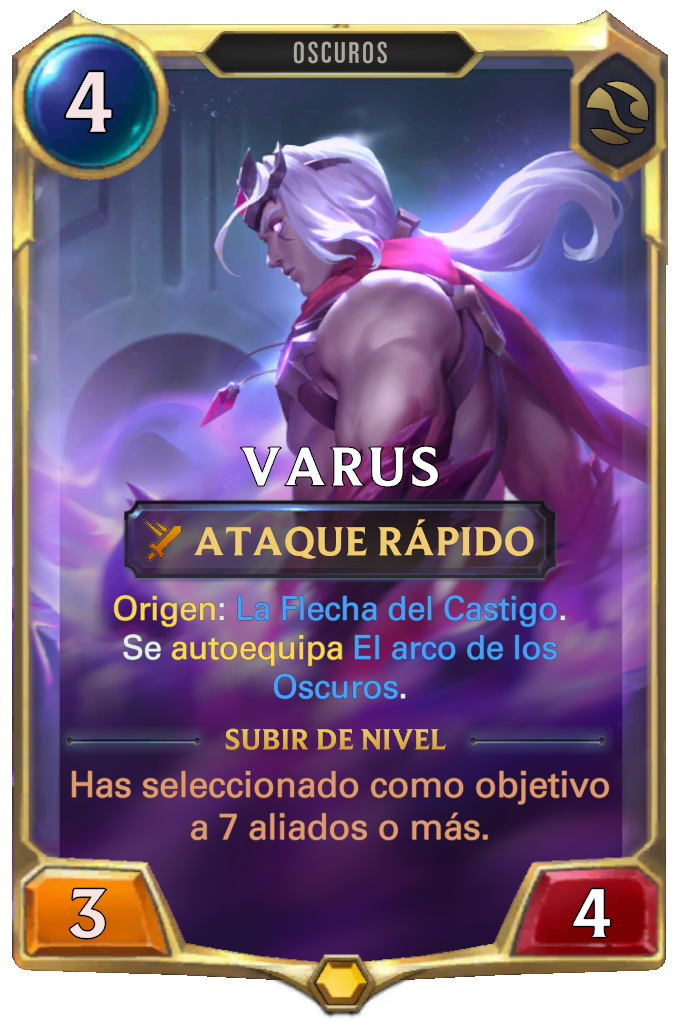 OSCUROS
4
VARUS
ATAQUE RÁPIDO
Origen: La Flecha del Castigo.
Se autoequipa El arco de los
Oscuros.
SUBIR DE NIVEL
Has seleccionado como objetivo
a 7 aliados o más.
3
4